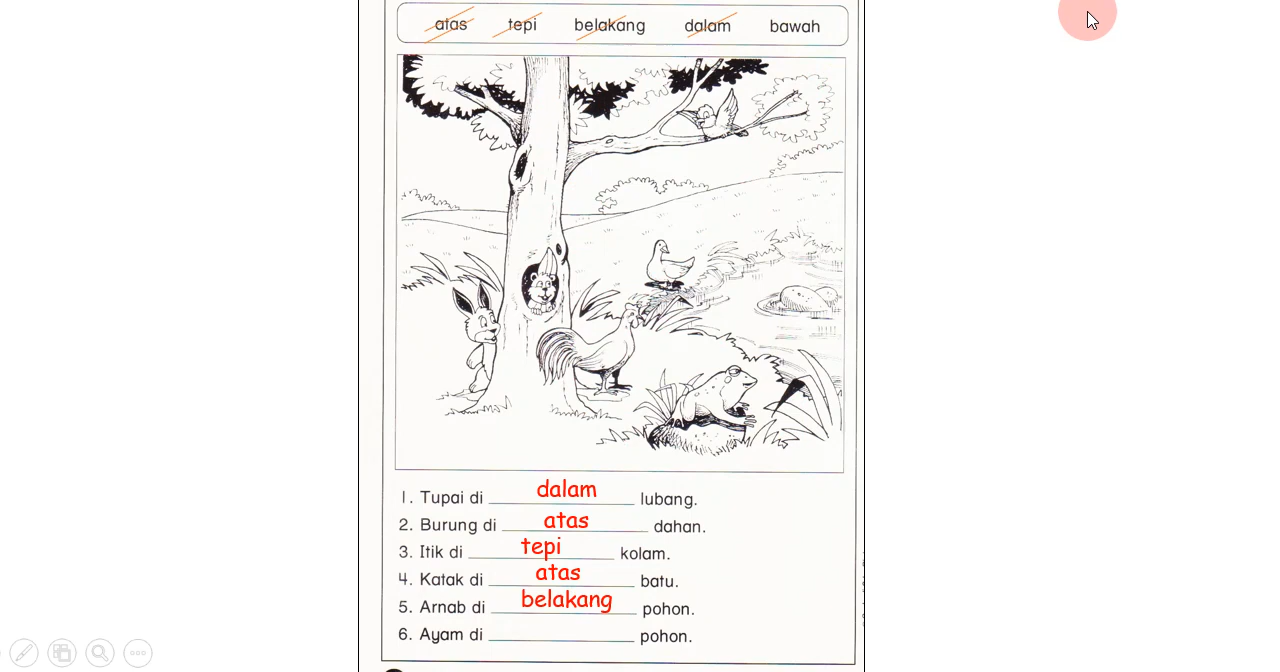 atas tepi belakang dalam bawah
1. Tupai di dalam lubang.
2. Burung di atas dahan.
3. Itik di tepi kolam.
4. Katak di atas batu.
5. Arnab di belakang pohon.
6. Ayam di ____________ pohon.